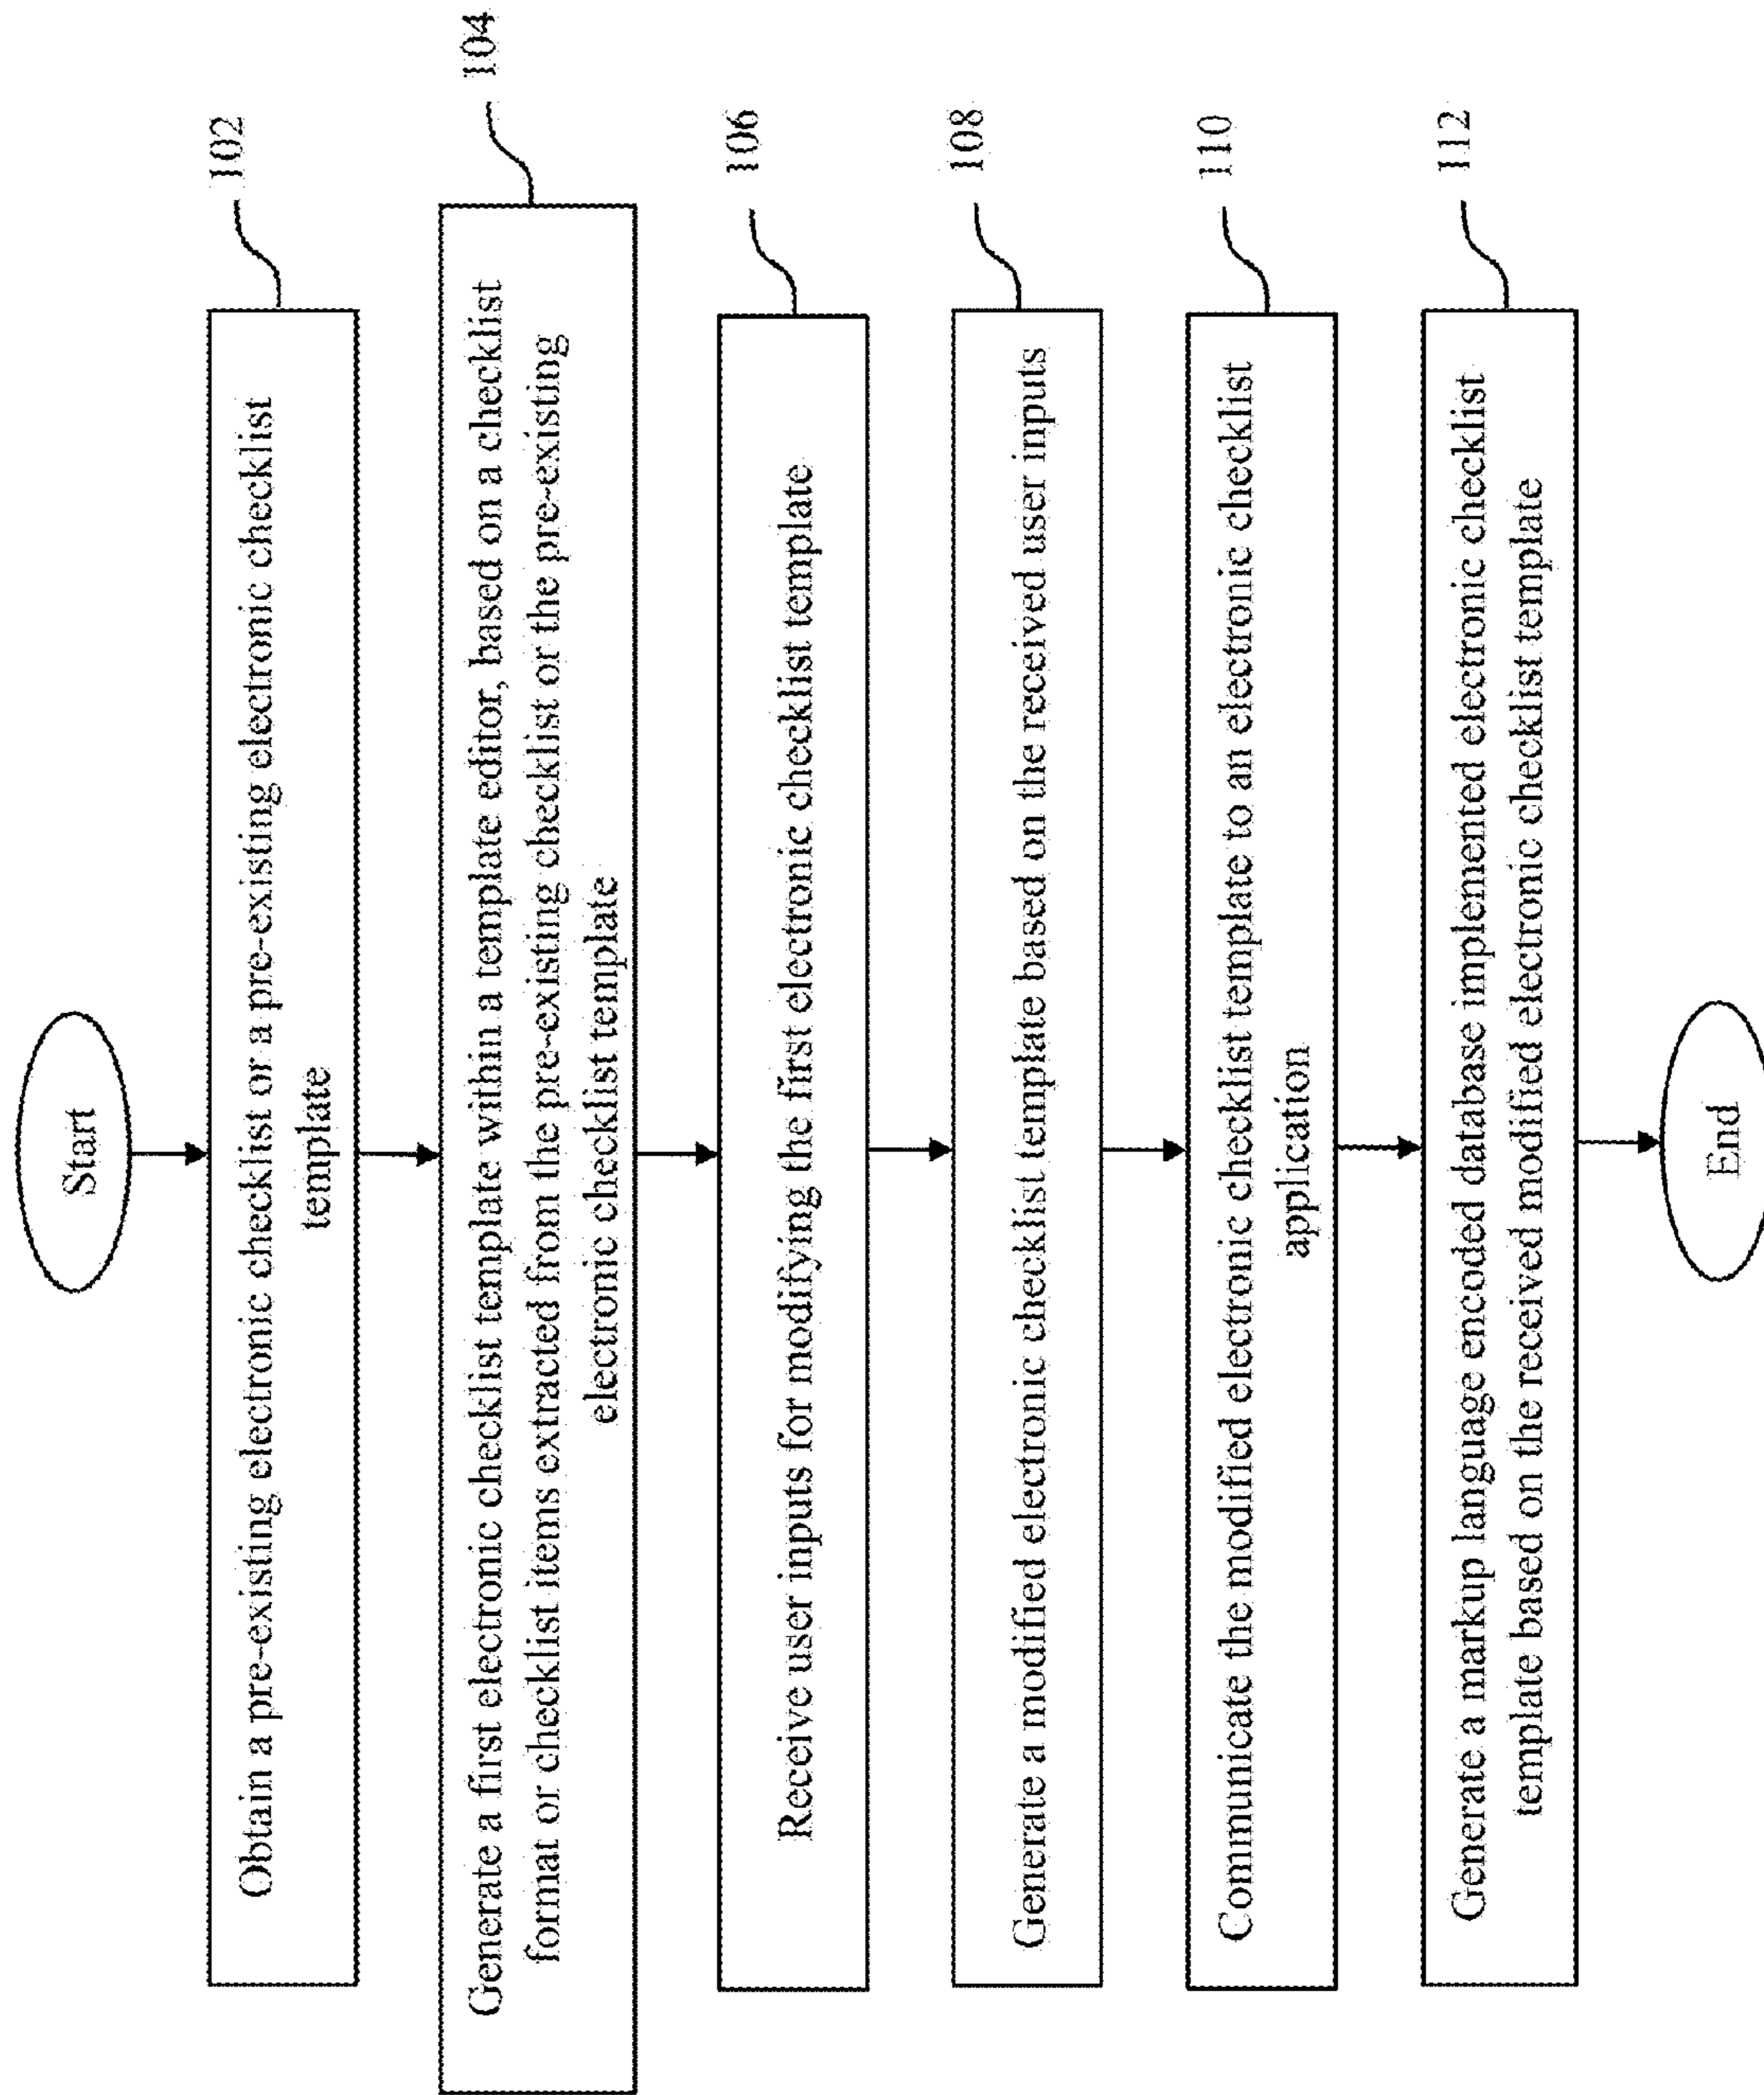 Start
Obtain a pre-existing electronic checklist or a pre-existing electronic checklist
template
102
Generate a first electronic checklist template within a template editor, based on a checklist
format or checklist items extracted from the pre-existing checklist or the pre-existing
electronic checklist template
104
Receive user inputs for modifying the first electronic checklist template
106
Generate a modified electronic checklist template based on the received user inputs
108
Communicate the modified electronic checklist template to an electronic checklist
application
110
Generate a markup language encoded database implemented electronic checklist
template based on the received modified electronic checklist template
112
End